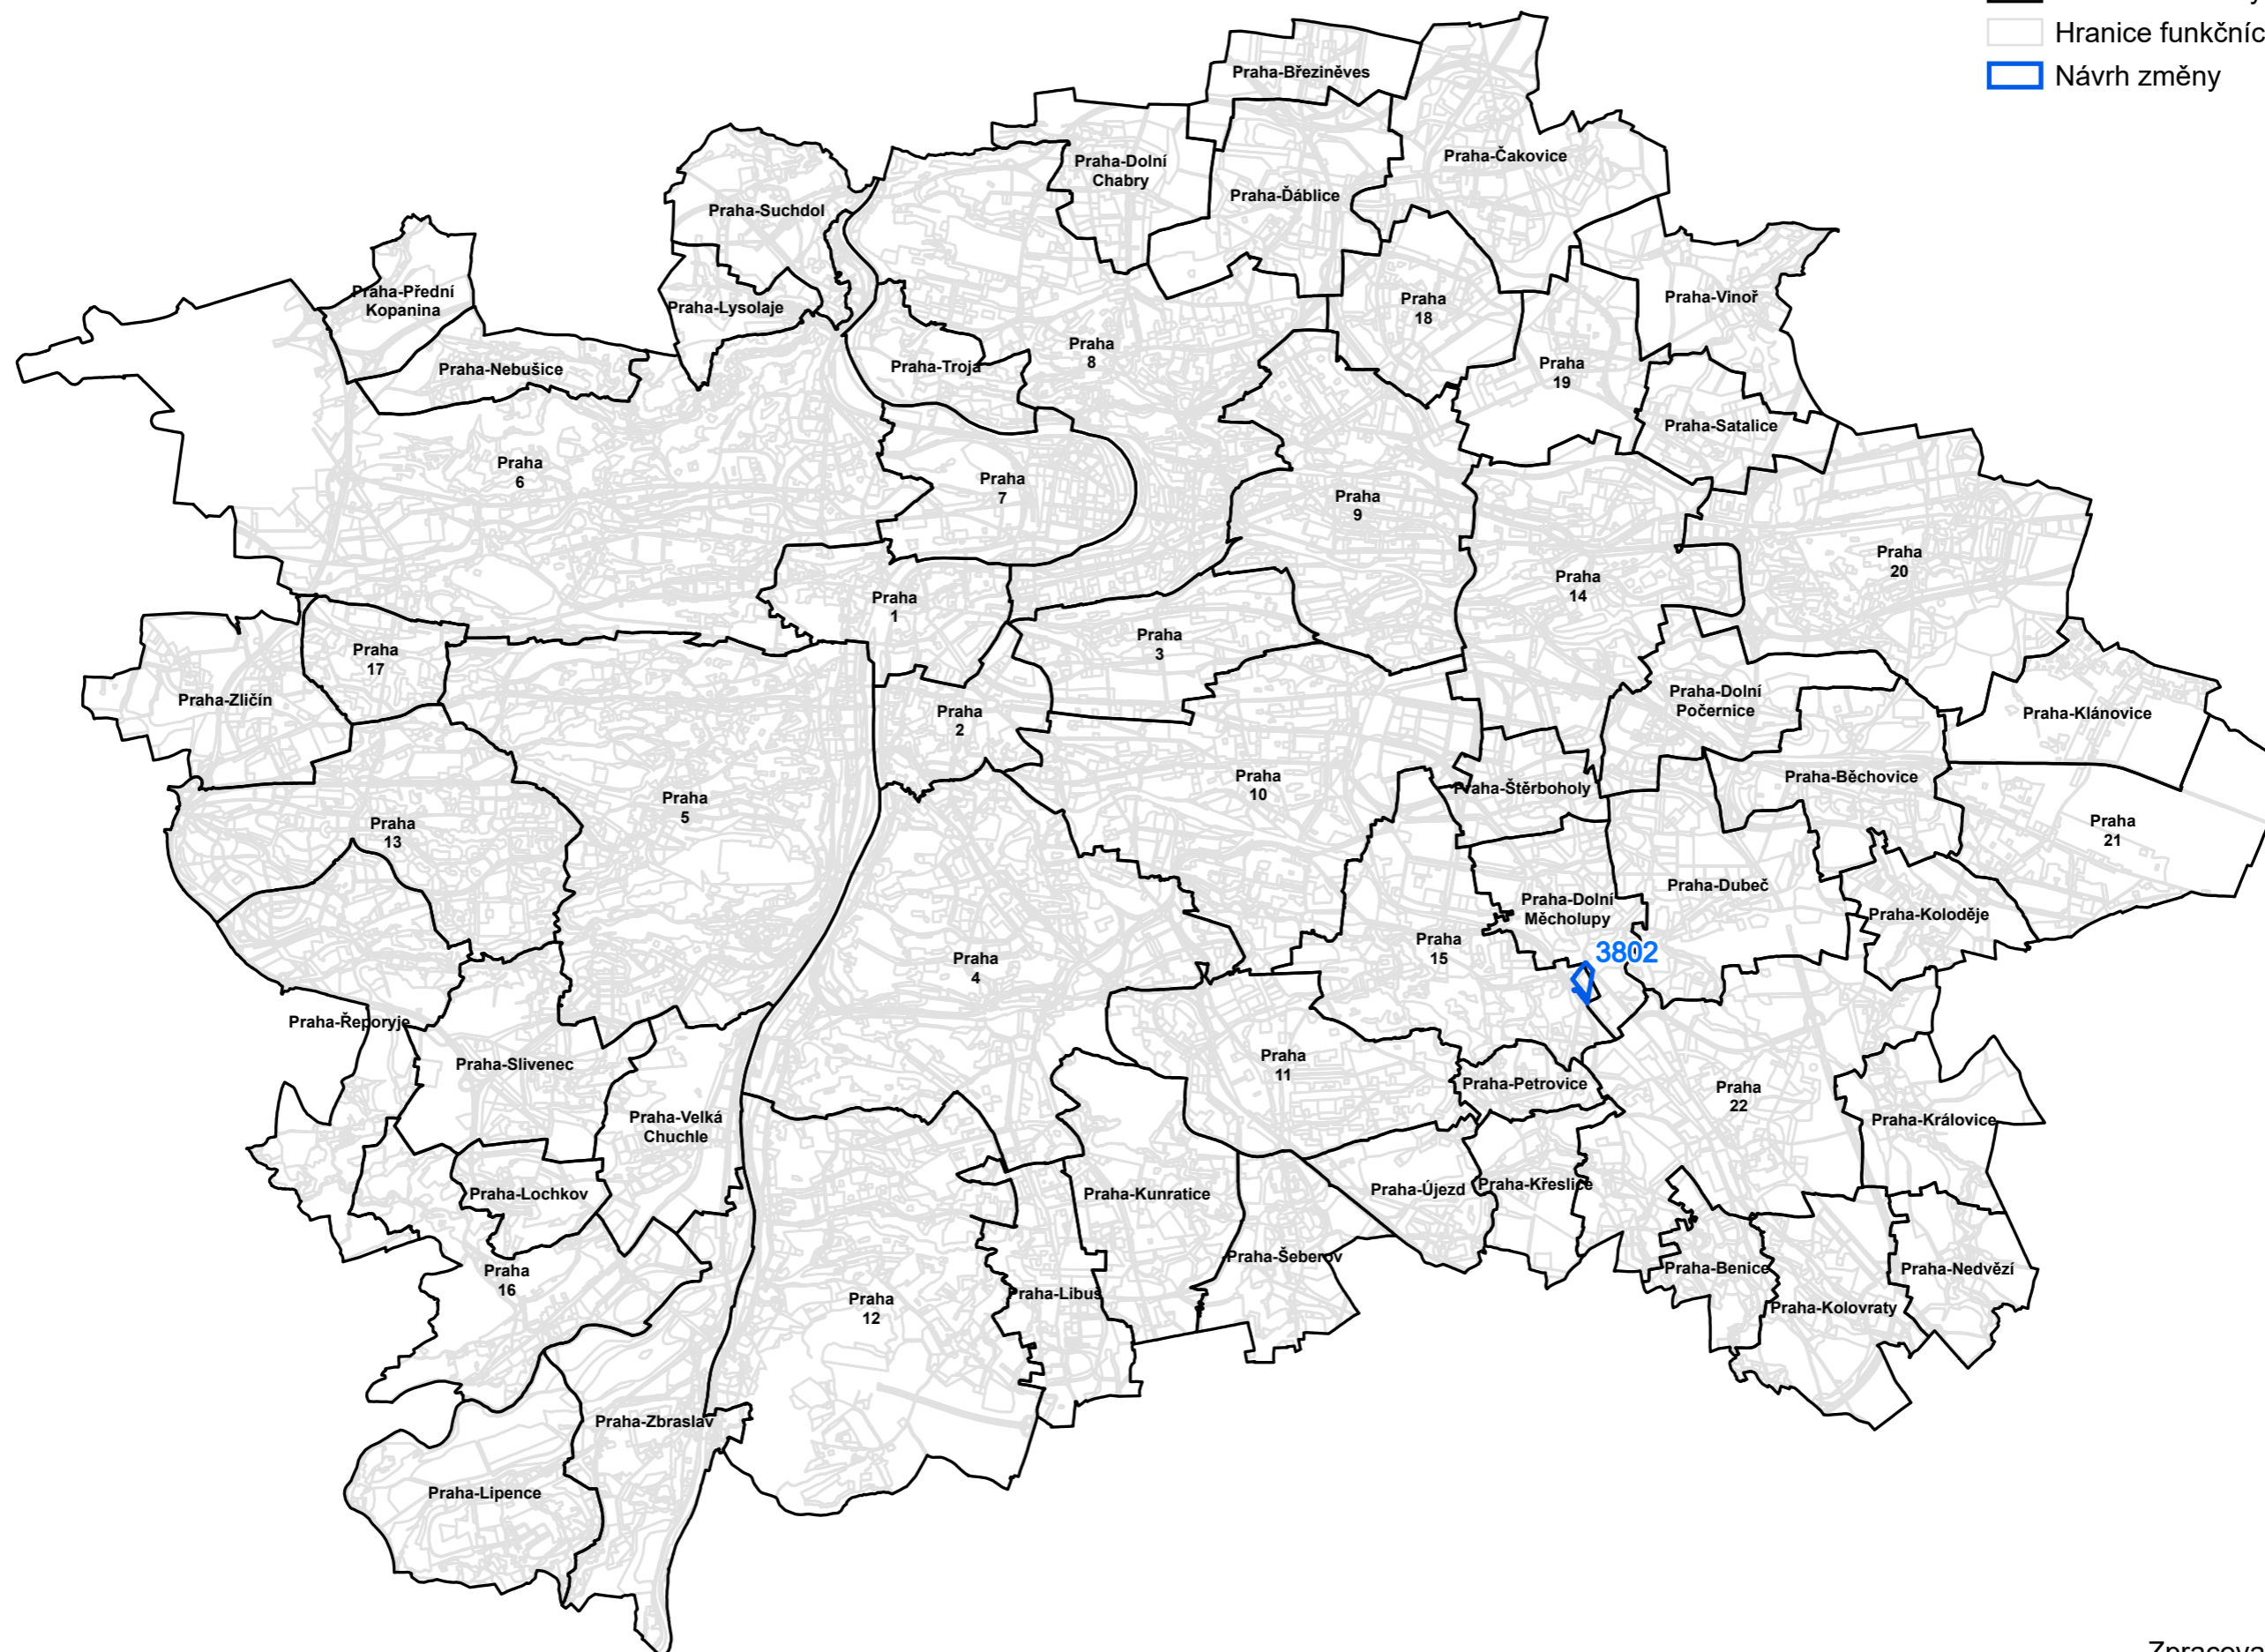 Hranice funkčníc
Návrh změny
Praha-Březiněves
Praha-Dolní
Chabry
Praha-Čakovice
Praha-Ďáblice
Praha-Suchdol
Praha-Přední
Kopanina
Praha-Lysolaje
Praha-Vinoř
Praha
18
Praha-Nebušice
Praha-Troja
Praha
8
Praha
19
Praha-Satalice
Praha
6
Praha
7
Praha
9
Praha
20
Praha
14
Praha
1
Praha
3
Praha
17
Praha-Zličín
Praha-Dolní
Počernice
Praha
2
Praha-Klánovice
Praha
10
Praha-Štěrboholy
Praha-Běchovice
Praha
5
Praha
13
Praha
21
Praha-Dubeč
Praha-Dolní
Měcholupy
Praha-Koloděje
Praha
15
3802
Praha
4
Praha-Řeporyje
Praha-Slivenec
Praha
11
Praha-Petrovice
Praha
22
Praha-Královice
Praha-Velká
Chuchle
Praha-Lochkov
Praha-Kunratice
Praha-Újezd
Praha-Křeslice
Praha-Šeberov
Praha
16
Praha-Libuš
Praha-Benice
Praha-Nedvězí
Praha
12
Praha-Kolovraty
Praha-Zbraslav
Praha-Lipence
Zpracova